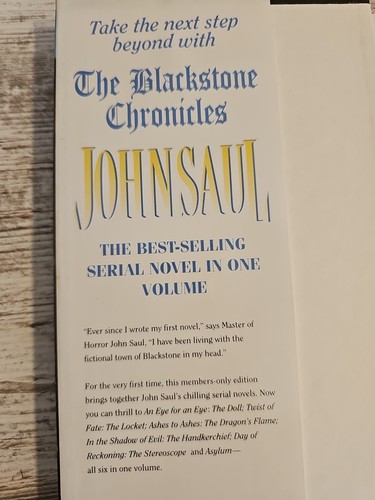 Take the next step
beyond with
The Blackstone
Chronicles
JOHN SAUL
THE BEST-SELLING
SERIAL NOVEL IN ONE
VOLUME
"Ever since I wrote my first novel," says Master of
Horror John Saul, "I have been living with the
fictional town of Blackstone in my head."
For the very first time, this members-only edition
brings together John Saul's chilling serial novels. Now
you can thrill to An Eye for an Eye: The Doll; Twist of
Fate: The Locket; Ashes to Ashes: The Dragon's Flame;
In the Shadow of Evil: The Handkerchief; Day of
Reckoning: The Stereoscope and Asylum—
all six in one volume.